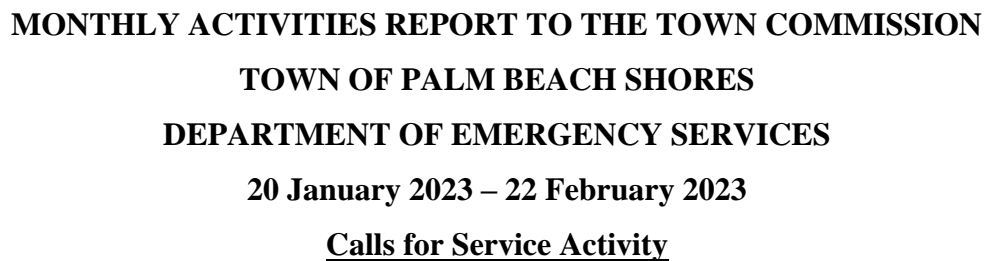 MONTHLY ACTIVITIES REPORT TO THE TOWN COMMISSION
TOWN OF PALM BEACH SHORES
DEPARTMENT OF EMERGENCY SERVICES
20 January 2023 – 22 February 2023
Calls for Service Activity